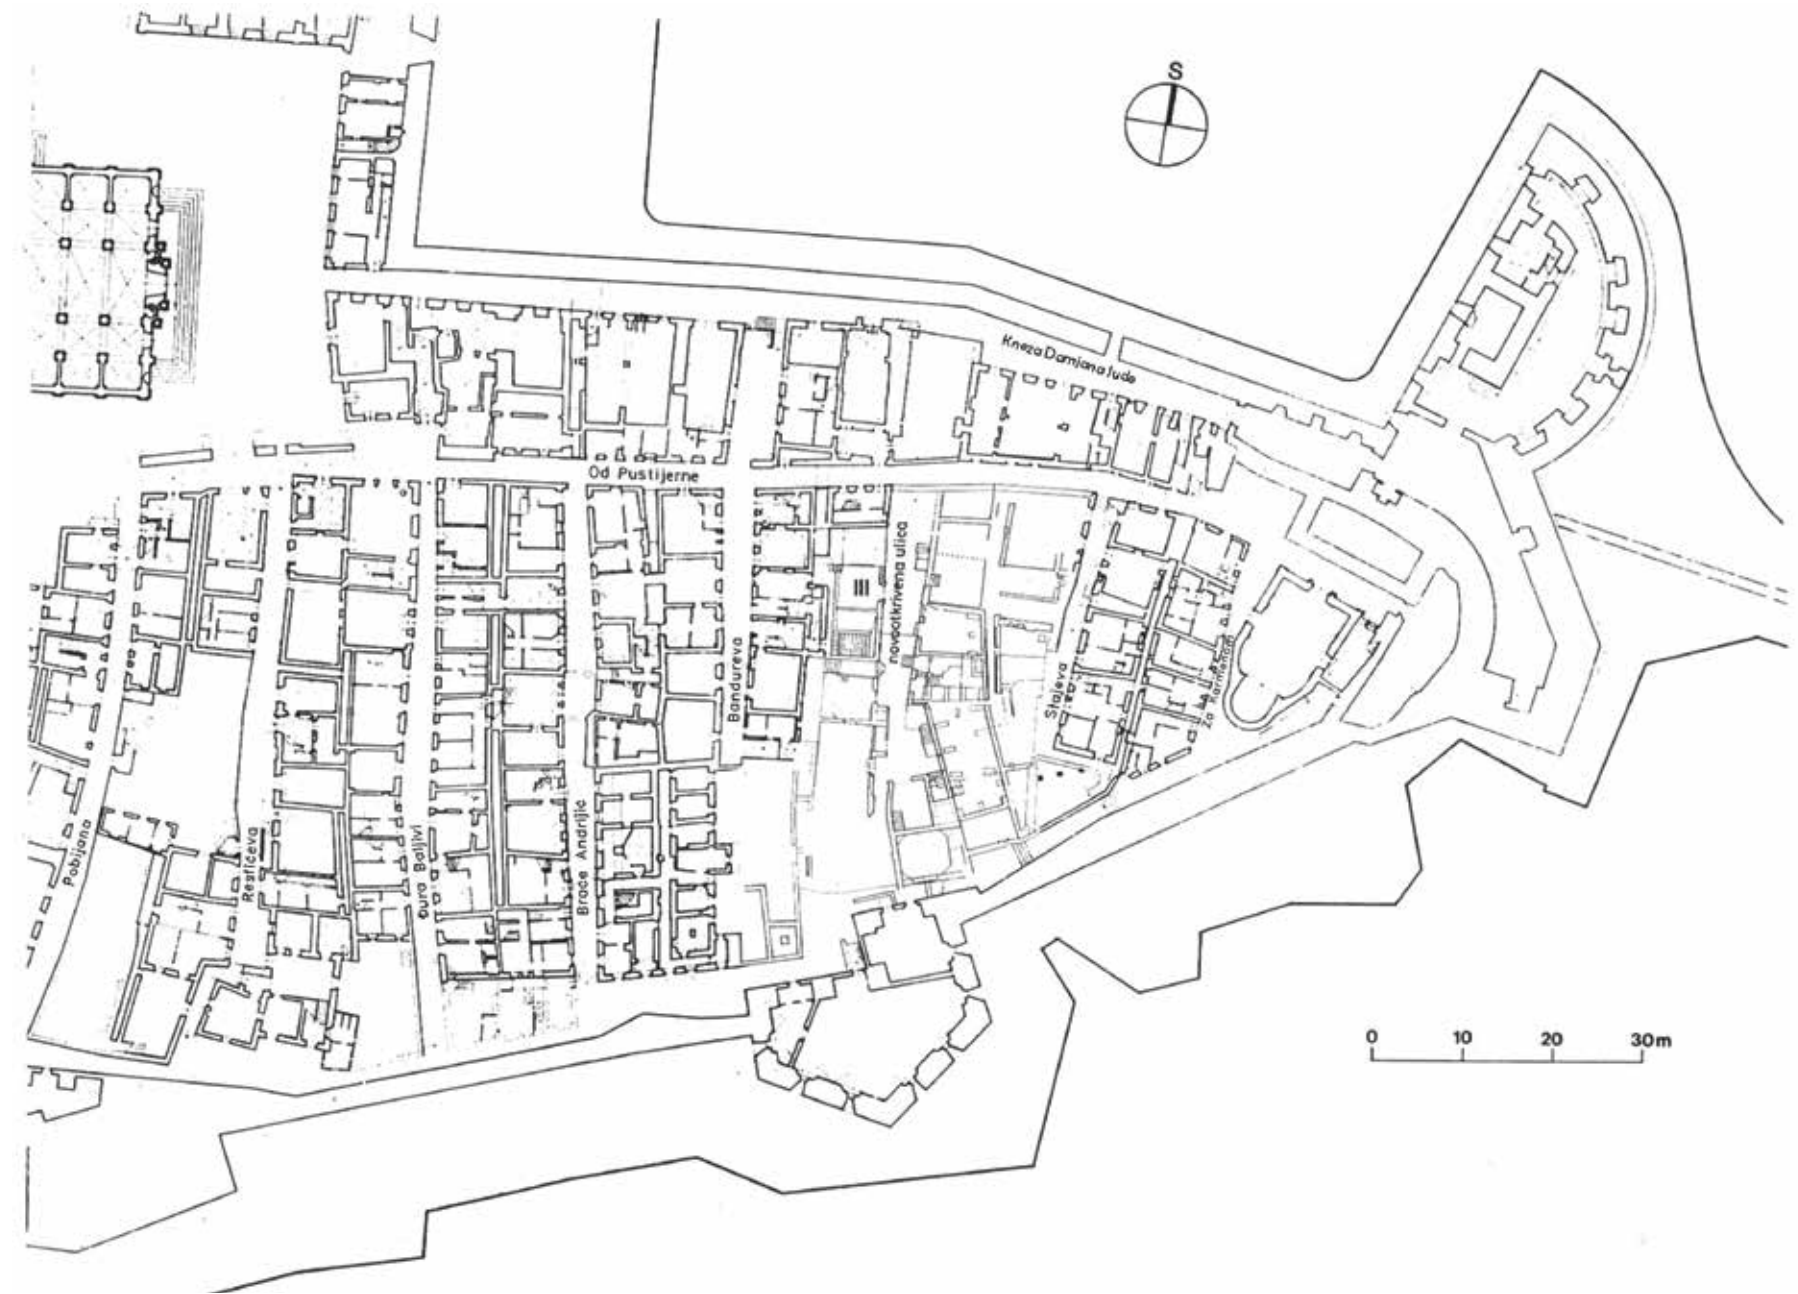 S
Kneza Damjana Jude
Od Pustijerne
novootkrivena ulica
Bandureva
Stajeva
Za Karmenom
Pobijana
Restićeva
Đura Baljivi
Braće Andrijić
0 10 20 30m